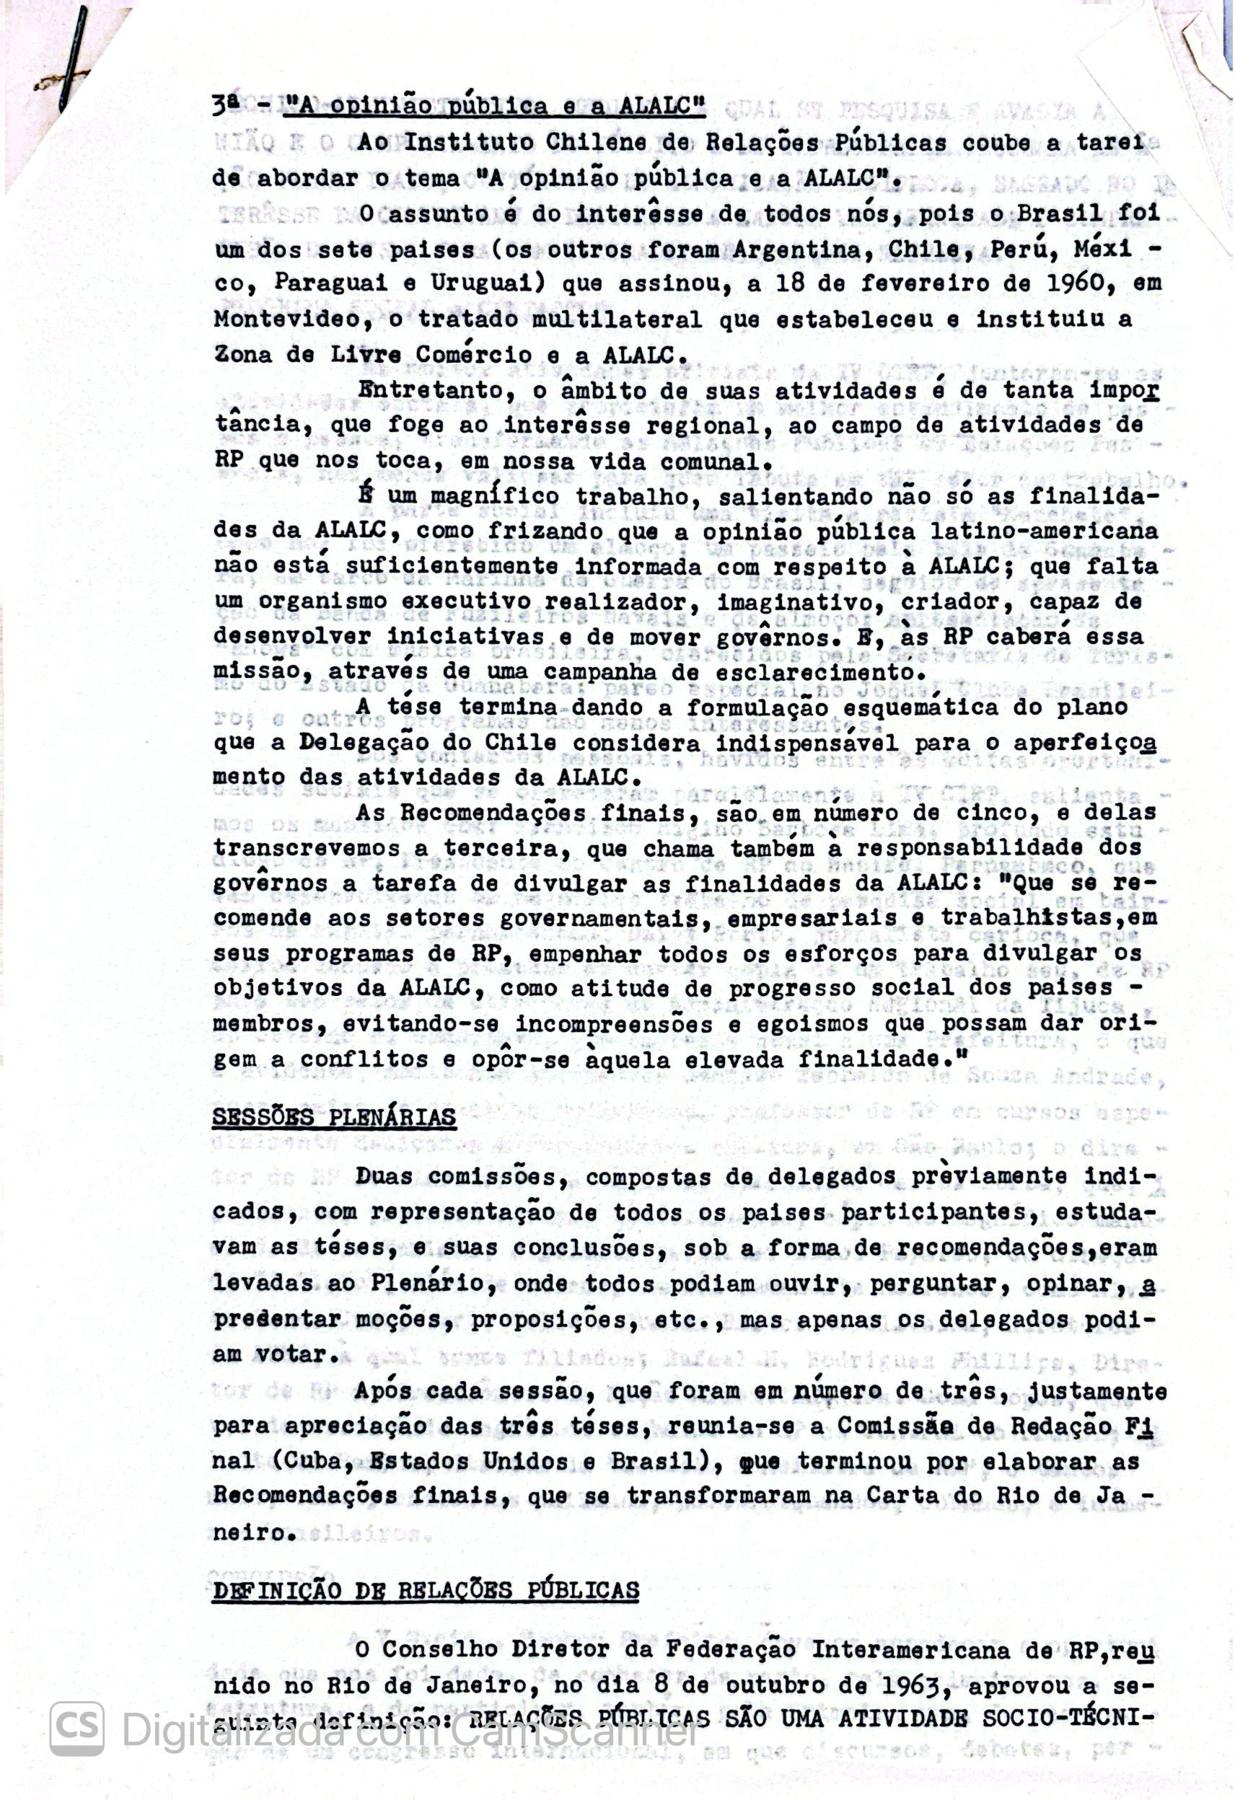 3ª - "A opinião pública e a ALALC"
Ao Instituto Chileno de Relações Públicas coube a taref
de abordar o tema "A opinião pública e a ALALC".
O assunto é do interêsse de todos nós, pois o Brasil foi
um dos sete paises (os outros foram Argentina, Chile, Perú, Méxi -
co, Paraguai e Uruguai) que assinou, a 18 de fevereiro de 1960, em
Montevideo, o tratado multilateral que estabeleceu e instituiu a
Zona de Livre Comércio e a ALALC.
Entretanto, o âmbito de suas atividades é de tanta impor
tância, que foge ao interêsse regional, ao campo de atividades de
RP que nos toca, em nossa vida comunal.
É um magnífico trabalho, salientando não só as finalida-
des da ALALC, como frizando que a opinião pública latino-americana
não está suficientemente informada com respeito à ALALC; que falta
um organismo executivo realizador, imaginativo, criador, capaz de
desenvolver iniciativas e de mover govêrnos. E, às RP caberá essa
missão, através de uma campanha de esclarecimento.
A tése termina dando a formulação esquemática do plano
que a Delegação do Chile considera indispensável para o aperfeiçoa
mento das atividades da ALALC.
As Recomendações finais, são em número de cinco, e delas
transcrevemos a terceira, que chama também à responsabilidade dos
govêrnos a tarefa de divulgar as finalidades da ALALC: "Que se re-
comende aos setores governamentais, empresariais e trabalhistas,em
seus programas de RP, empenhar todos os esforços para divulgar os
objetivos da ALALC, como atitude de progresso social dos paises -
membros, evitando-se incompreensões e egoismos que possam dar ori-
gem a conflitos e opôr-se àquela elevada finalidade."
SESSÕES PLENÁRIAS
Duas comissões, compostas de delegados prèviamente indi-
cados, com representação de todos os paises participantes, estuda-
vam as téses, e suas conclusões, sob a forma de recomendações,eram
levadas ao Plenário, onde todos podiam ouvir, perguntar, opinar, a
presentar moções, proposições, etc., mas apenas os delegados podi-
am votar.
Após cada sessão, que foram em número de três, justamente
para apreciação das três téses, reunia-se a Comissão de Redação Fi
nal (Cuba, Estados Unidos e Brasil), que terminou por elaborar as
Recomendações finais, que se transformaram na Carta do Rio de Ja -
neiro.
DEFINIÇÃO DE RELAÇÕES PÚBLICAS
O Conselho Diretor da Federação Interamericana de RP,reu
nido no Rio de Janeiro, no dia 8 de outubro de 1963, aprovou a se-
guinte definição: RELAÇÕES PÚBLICAS SÃO UMA ATIVIDADE SOCIO-TÉCNI-
CS Digitalizada com CamScanner